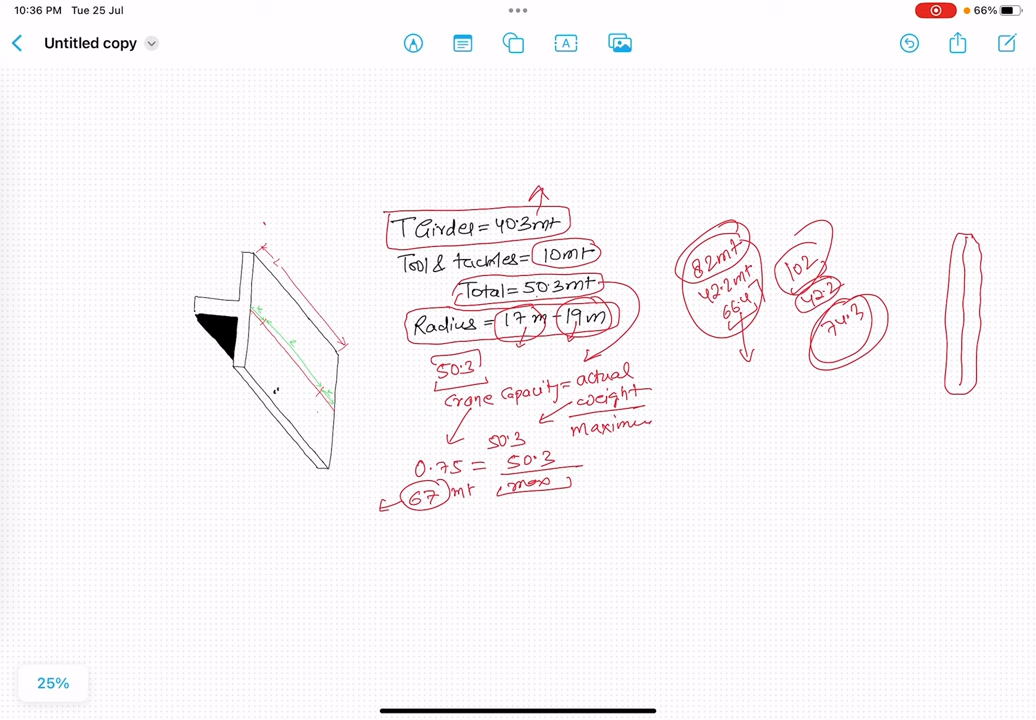 10:36 PM Tue 25 Jul
66%
Untitled copy
A
L
T Girder = 40.3mt
Tool & tackles = 10mt
Total = 50.3mt
Radius = 17m - 19m
50.3
Crane Capacity = actual
weight
maximum
50.3
0.75 = 50.3
max
67 mt
82mt
42.2mt
66.4
102
42.2
74.3
25%